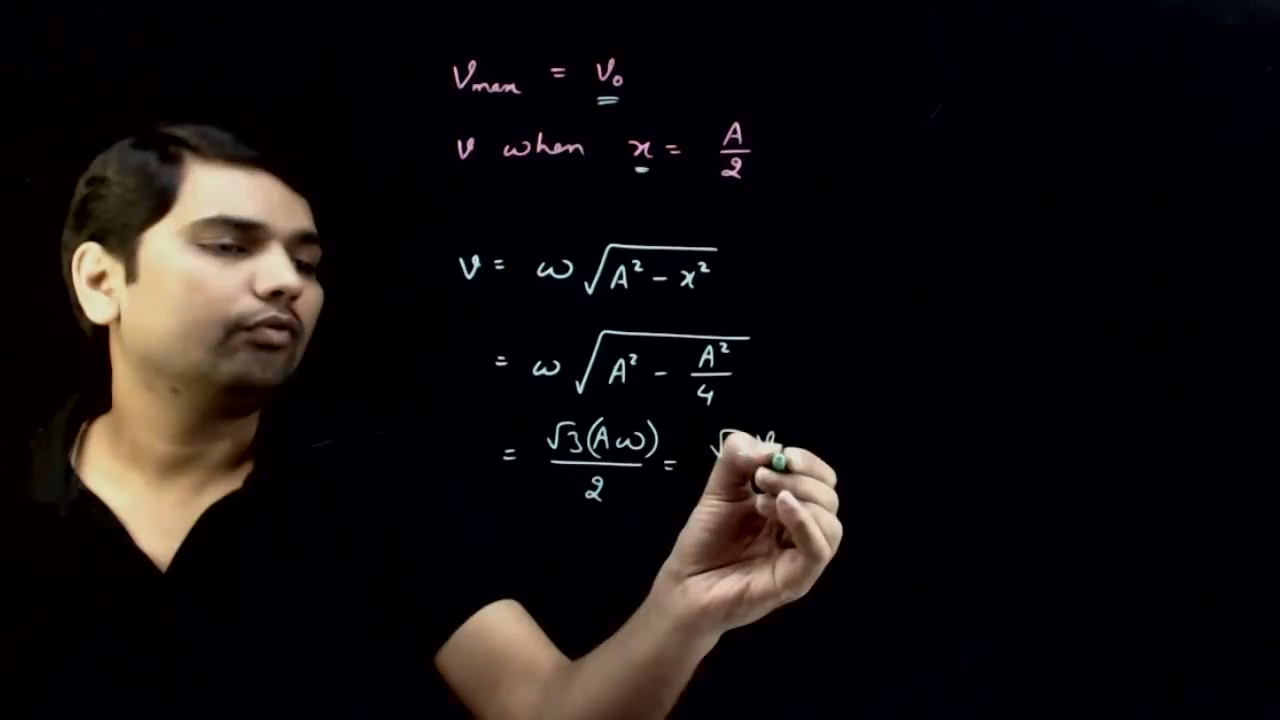 Vmax = V₀
v when x = A/2
v = ω √(A² − x²)
= ω √(A² − A²/4)
= √3(Aω)/2 = √